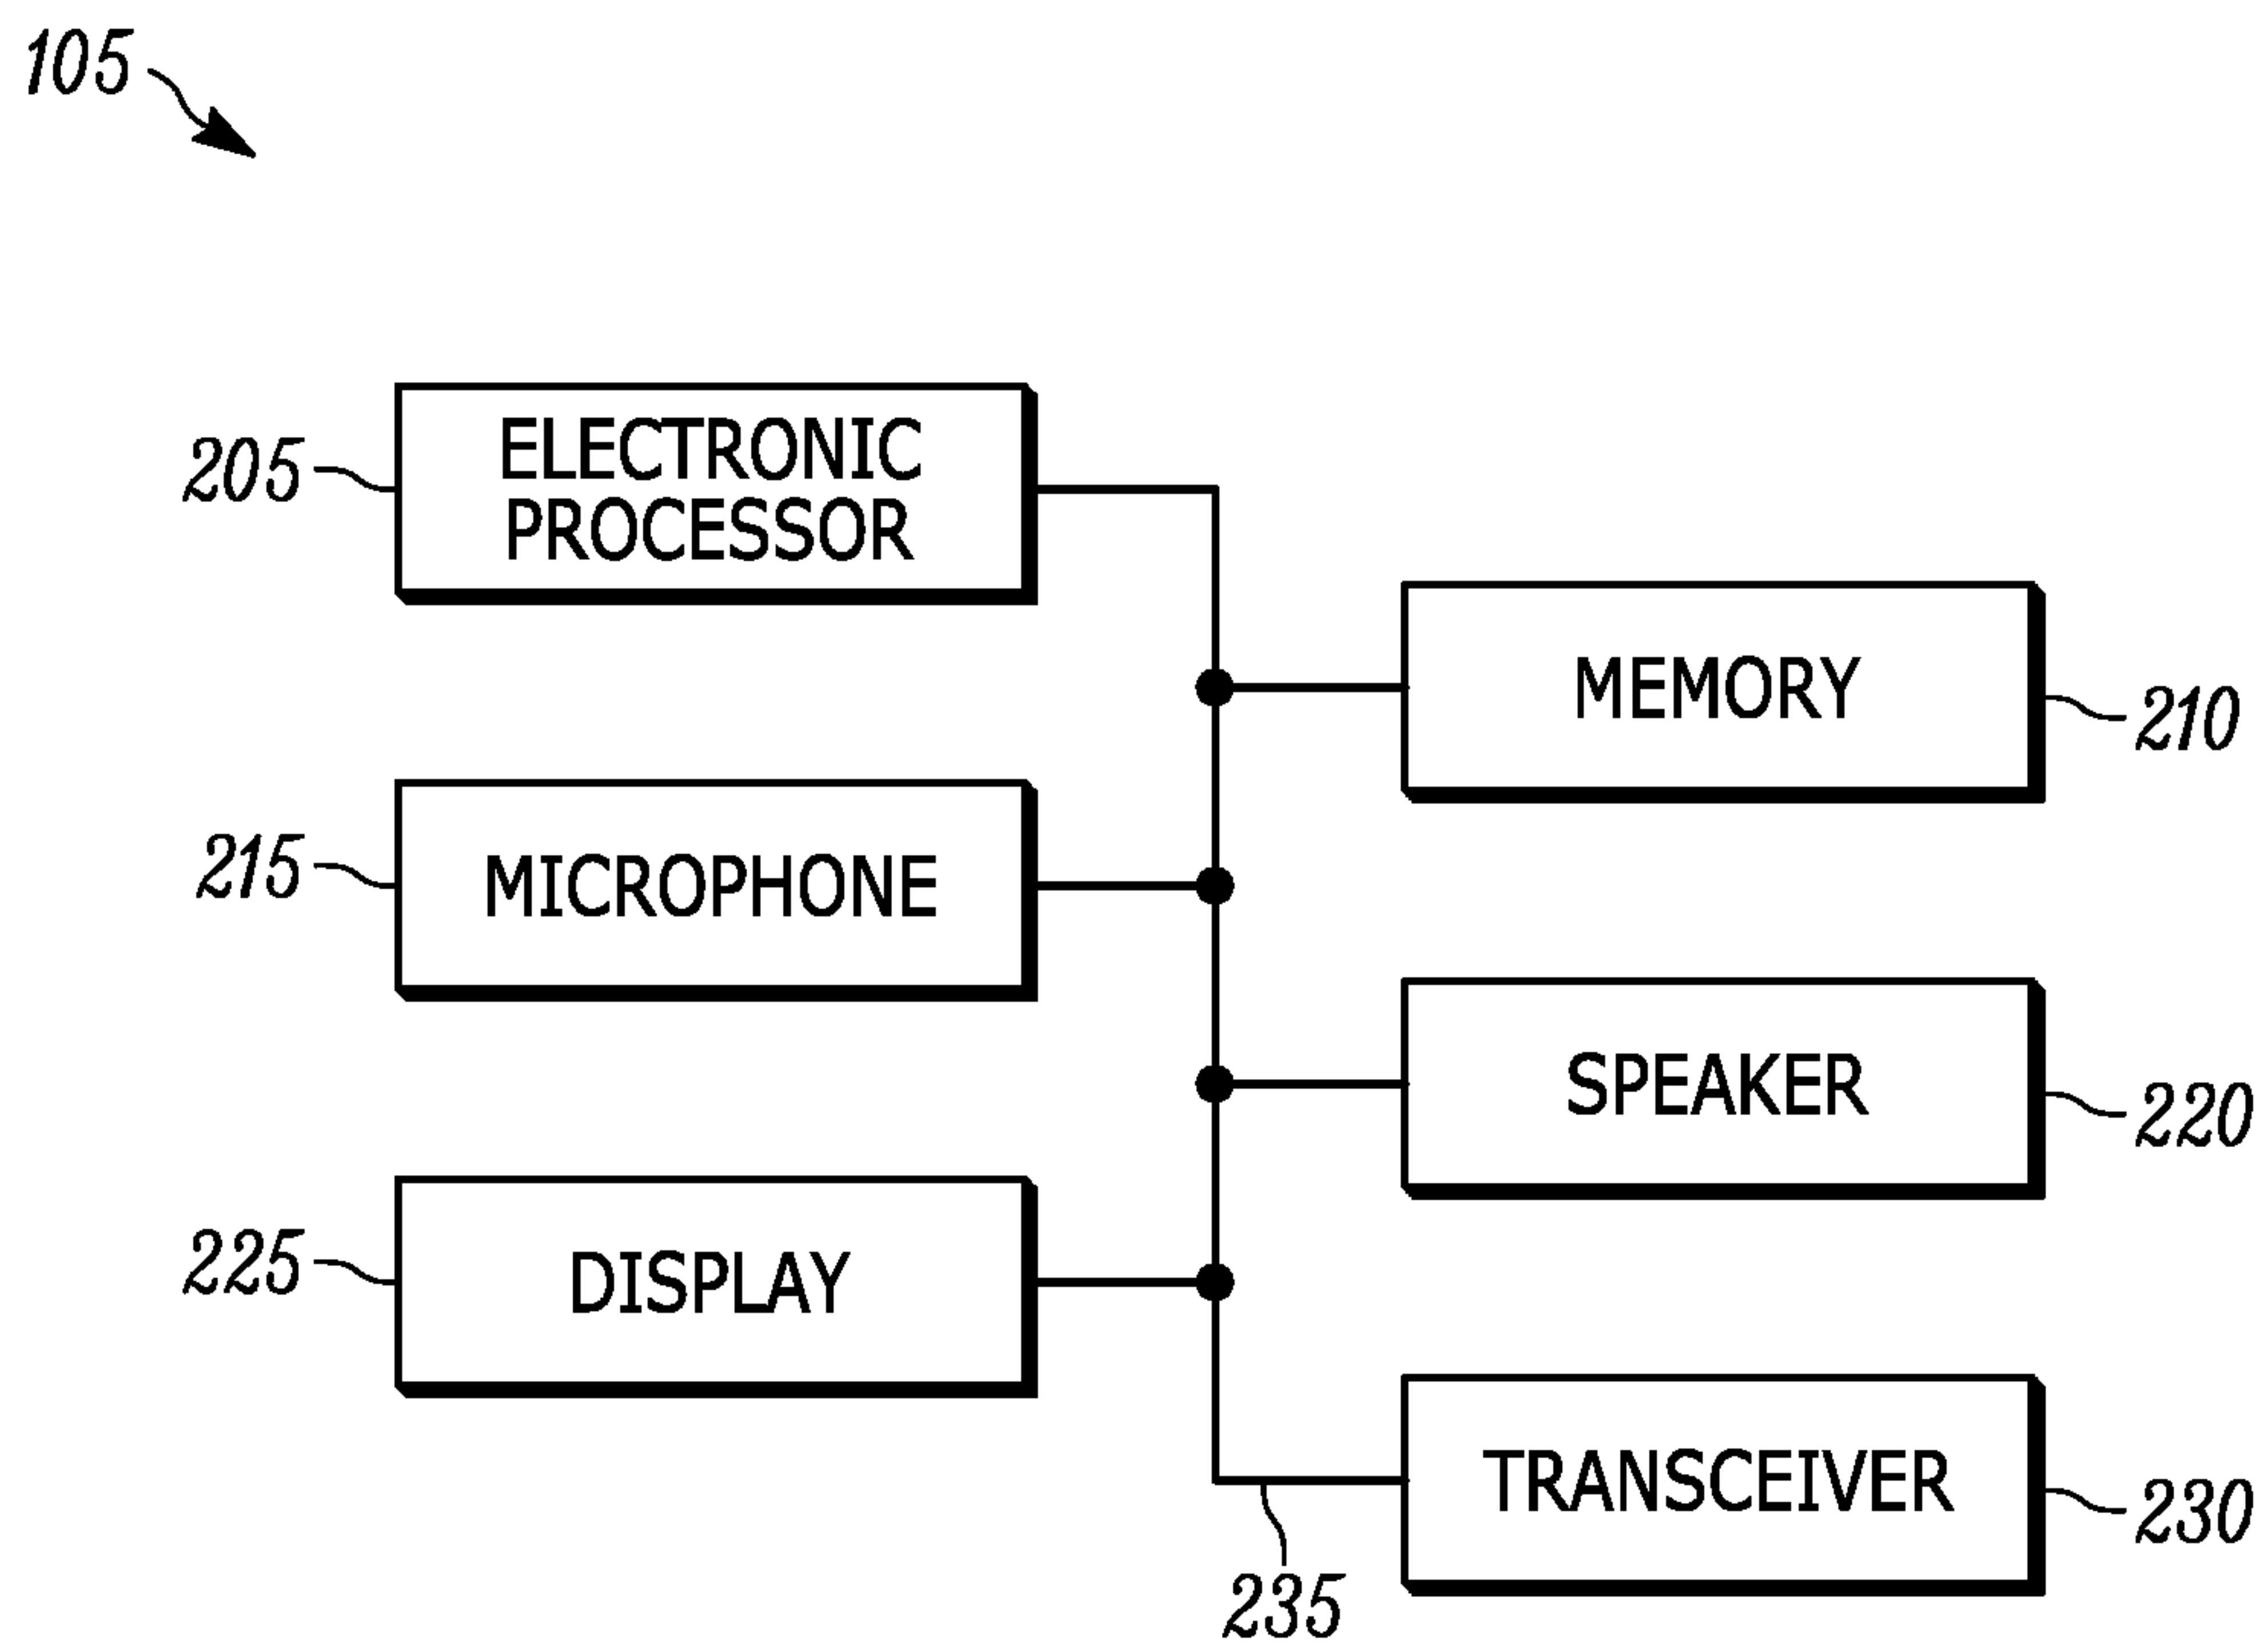 105
205
ELECTRONIC
PROCESSOR
MEMORY
210
215
MICROPHONE
SPEAKER
220
225
DISPLAY
TRANSCEIVER
230
235